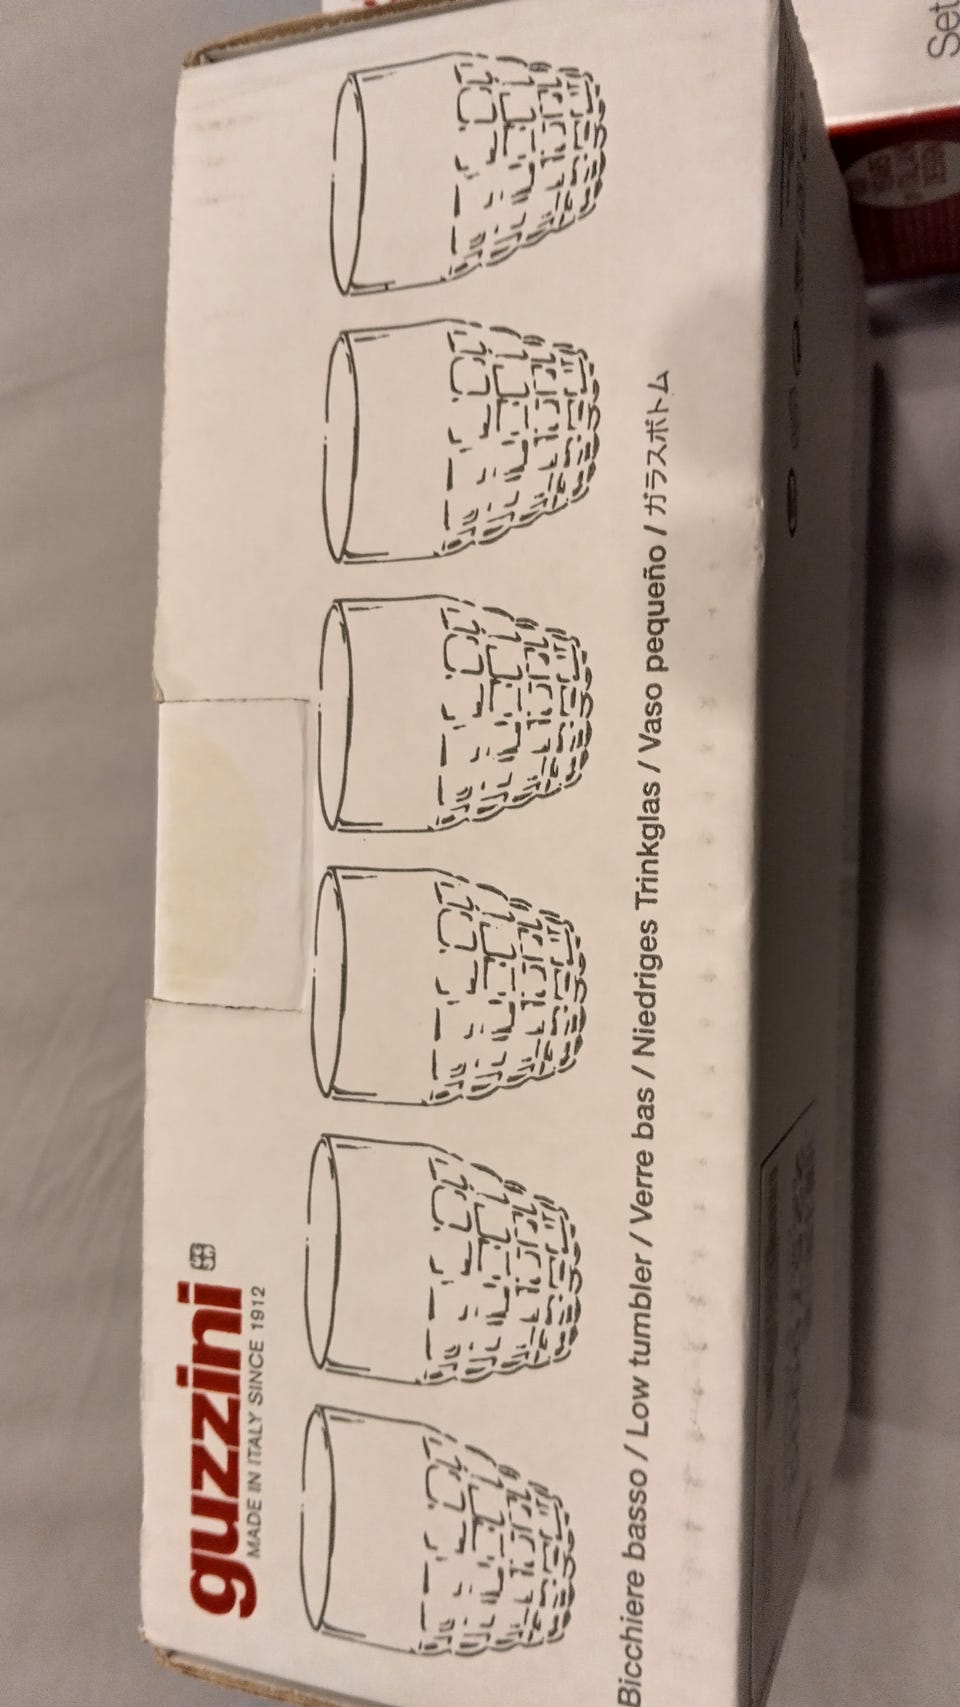 guzzini
MADE IN ITALY SINCE 1912
Bicchiere basso / Low tumbler / Verre bas / Niedriges Trinkglas / Vaso pequeño / ガラスボトム
Set